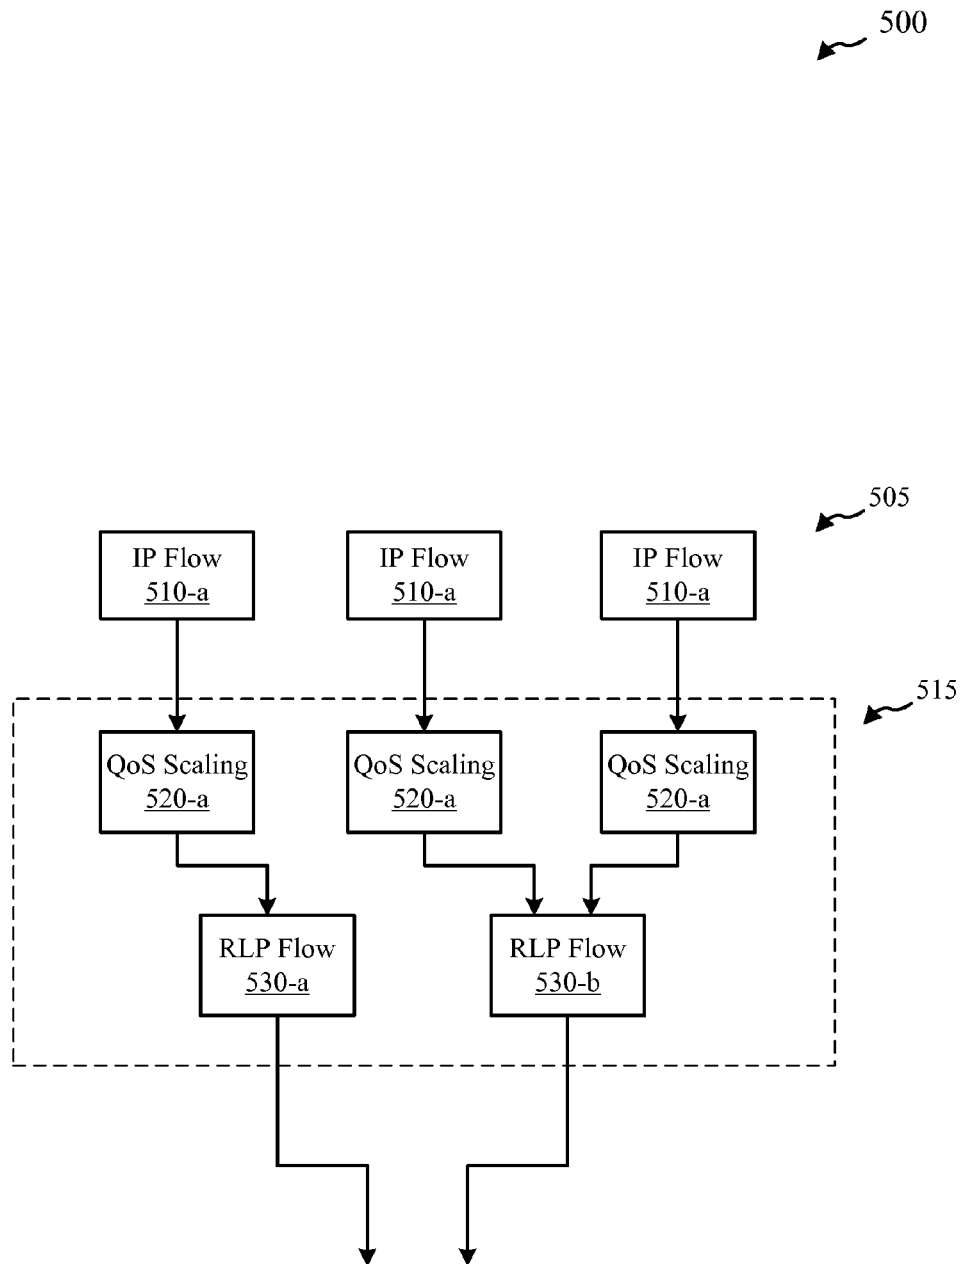 500
505
IP Flow
510-a
IP Flow
510-a
IP Flow
510-a
515
QoS Scaling
520-a
QoS Scaling
520-a
QoS Scaling
520-a
RLP Flow
530-a
RLP Flow
530-b